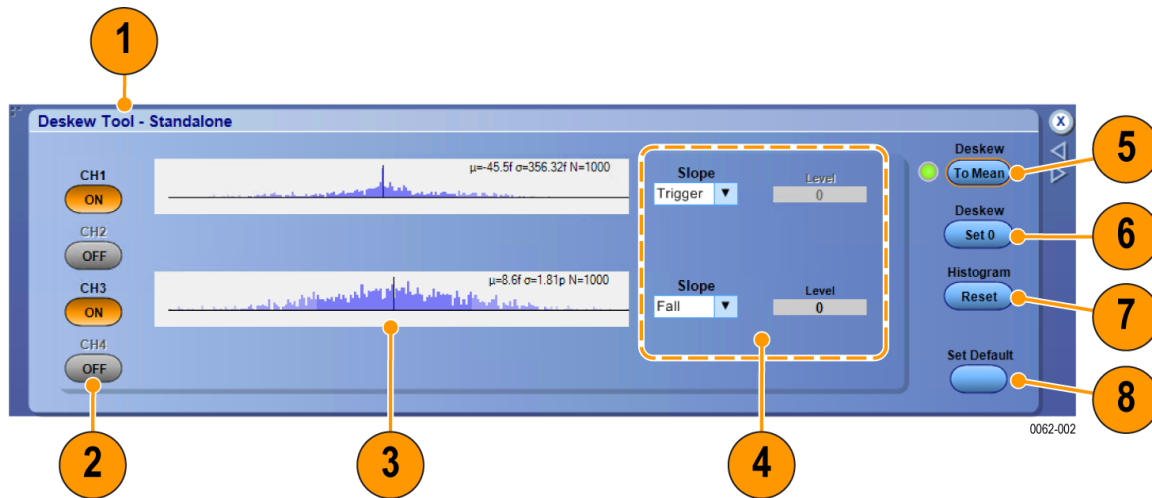 1
Deskew Tool - Standalone
X
CH1
ON
μ=-45.5f σ=356.32f N=1000
Slope
Trigger
Level
0
Deskew
To Mean
5
CH2
OFF
Deskew
Set 0
6
CH3
ON
μ=8.6f σ=1.81p N=1000
Slope
Fall
Level
0
Histogram
Reset
7
CH4
OFF
Set Default
8
0062-002
2
3
4